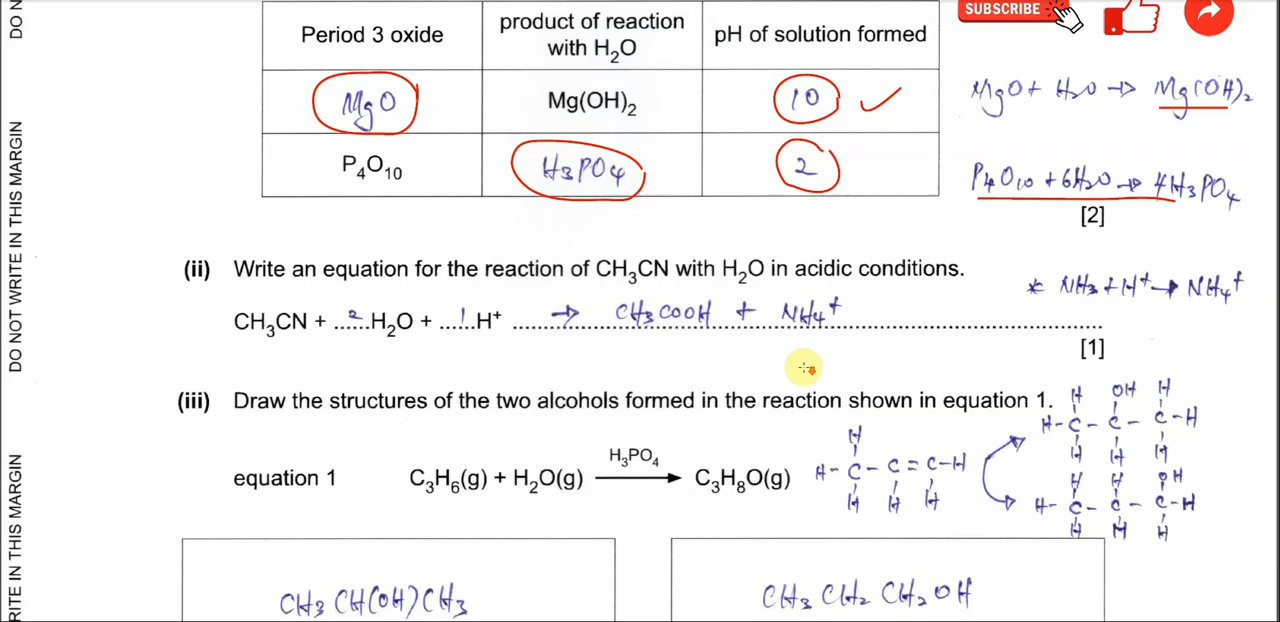 DO N
SUBSCRIBE
Period 3 oxide
product of reaction with H₂O
pH of solution formed
MgO
Mg(OH)₂
10
MgO + H₂O → Mg(OH)₂
P₄O₁₀
H₃PO₄
2
P₄O₁₀ + 6H₂O → 4H₃PO₄
[2]
DO NOT WRITE IN THIS MARGIN
(ii) Write an equation for the reaction of CH₃CN with H₂O in acidic conditions.
* NH₃ + H⁺ → NH₄⁺
CH₃CN + ..2..H₂O + ..1..H⁺ → CH₃COOH + NH₄⁺
[1]
(iii) Draw the structures of the two alcohols formed in the reaction shown in equation 1.
equation 1 C₃H₆(g) + H₂O(g) → C₃H₈O(g)
H₃PO₄
H
H - C - C = C - H
H H H
H OH H
H - C - C - C - H
H H H
H H OH
H - C - C - C - H
H H H
CH₃CH(OH)CH₃
CH₃CH₂CH₂OH
RITE IN THIS MARGIN